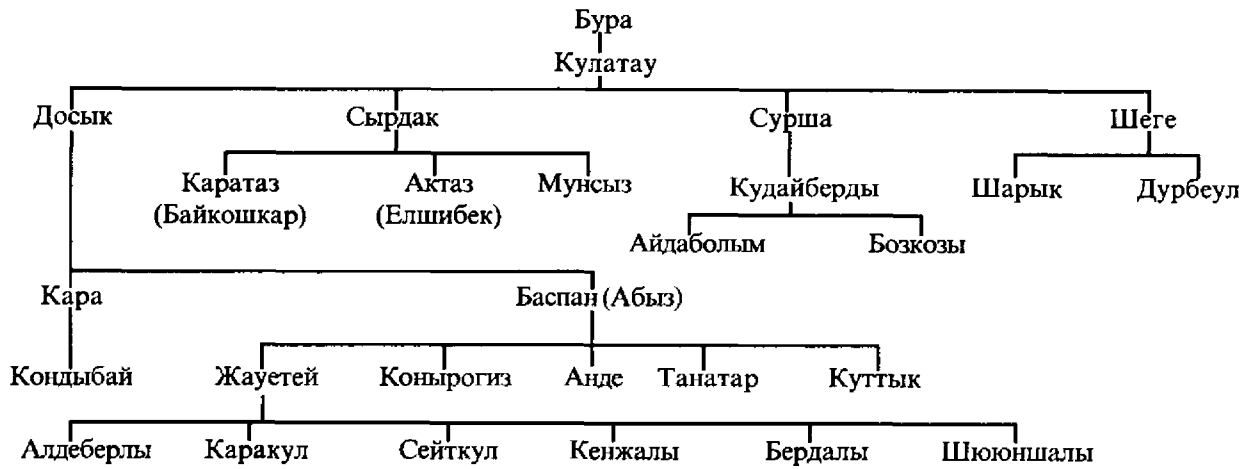 Бура
Кулатау
Досык Сырдак Сурша Шеге
Каратаз Актаз Мунсыз Кудайберды Шарык Дурбеул
(Байкошкар) (Елшибек)
Айдаболым Бозкозы
Кара Баспан (Абыз)
Кондыбай Жауетей Конырогиз Анде Танатар Куттык
Алдеберлы Каракул Сейткул Кенжалы Бердалы Шююншалы